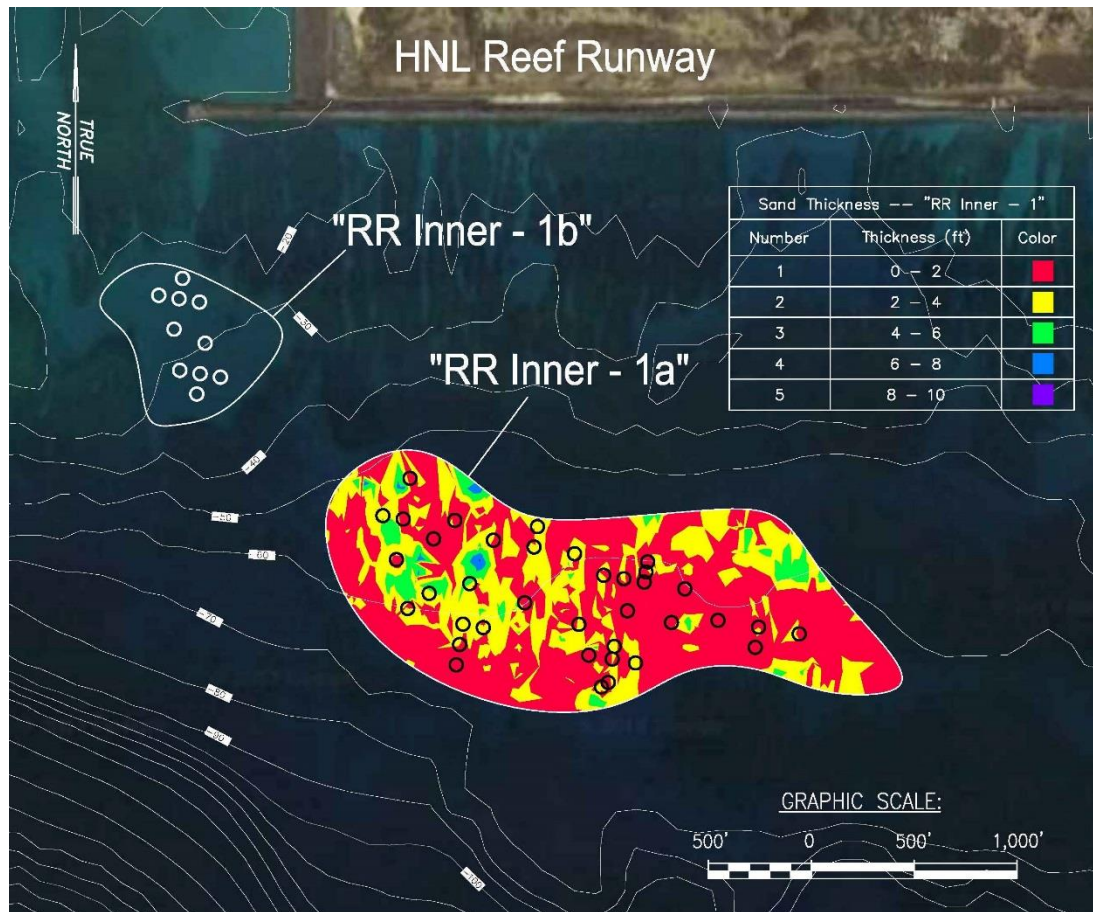 HNL Reef Runway
TRUE
NORTH
"RR Inner - 1b"
"RR Inner - 1a"
Sand Thickness -- "RR Inner - 1"
Number Thickness (ft) Color
1 0 - 2
2 2 - 4
3 4 - 6
4 6 - 8
5 8 - 10
-20
-30
-40
-50
-60
-70
-80
-90
-100
GRAPHIC SCALE:
500' 0 500' 1,000'